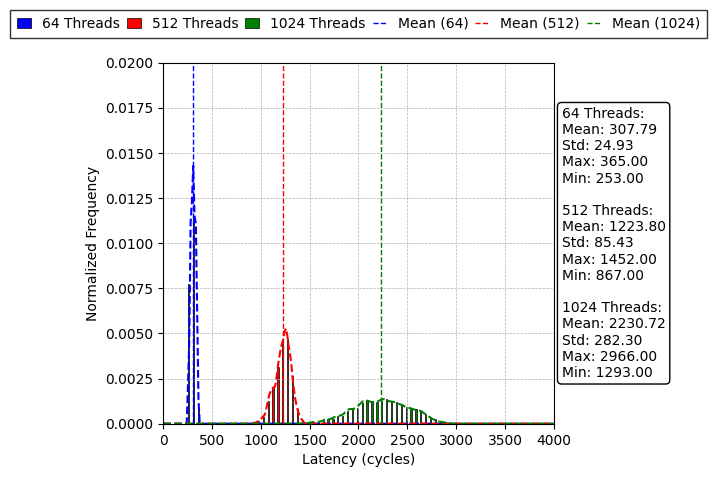 64 Threads 512 Threads 1024 Threads Mean (64) Mean (512) Mean (1024)
0.0200
0.0175
0.0150
0.0125
0.0100
0.0075
0.0050
0.0025
0.0000
Normalized Frequency
0 500 1000 1500 2000 2500 3000 3500 4000
Latency (cycles)
64 Threads:
Mean: 307.79
Std: 24.93
Max: 365.00
Min: 253.00
512 Threads:
Mean: 1223.80
Std: 85.43
Max: 1452.00
Min: 867.00
1024 Threads:
Mean: 2230.72
Std: 282.30
Max: 2966.00
Min: 1293.00